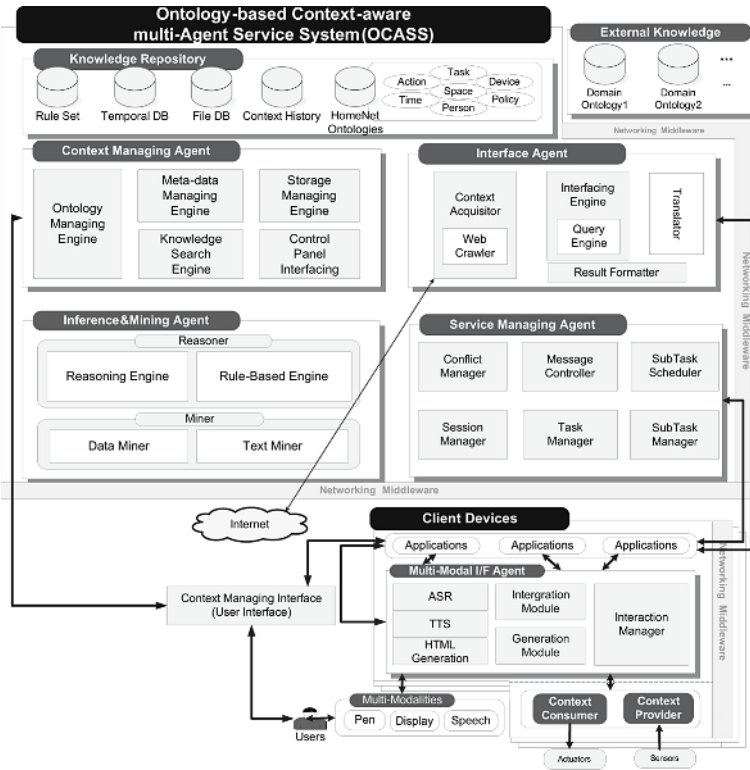 Ontology-based Context-aware
multi-Agent Service System(OCASS)
External Knowledge
Domain
Ontology1
Domain
Ontology2
...
...
Knowledge Repository
Rule Set
Temporal DB
File DB
Context History
HomeNet
Ontologies
Task
Action
Device
Space
Time
Policy
Person
Networking Middleware
Context Managing Agent
Ontology
Managing
Engine
Meta-data
Managing
Engine
Storage
Managing
Engine
Knowledge
Search
Engine
Control
Panel
Interfacing
Interface Agent
Context
Acquisitor
Web
Crawler
Interfacing
Engine
Query
Engine
Translator
Result Formatter
Networking Middleware
Inference&Mining Agent
Reasoner
Reasoning Engine
Rule-Based Engine
Miner
Data Miner
Text Miner
Service Managing Agent
Conflict
Manager
Message
Controller
SubTask
Scheduler
Session
Manager
Task
Manager
SubTask
Manager
Networking Middleware
Internet
Client Devices
Applications
Applications
Applications
Multi-Modal I/F Agent
ASR
TTS
HTML
Generation
Intergration
Module
Generation
Module
Interaction
Manager
Networking Middleware
Context Managing Interface
(User Interface)
Users
Multi-Modalities
Pen
Display
Speech
Context
Consumer
Context
Provider
Actuators
Sensors